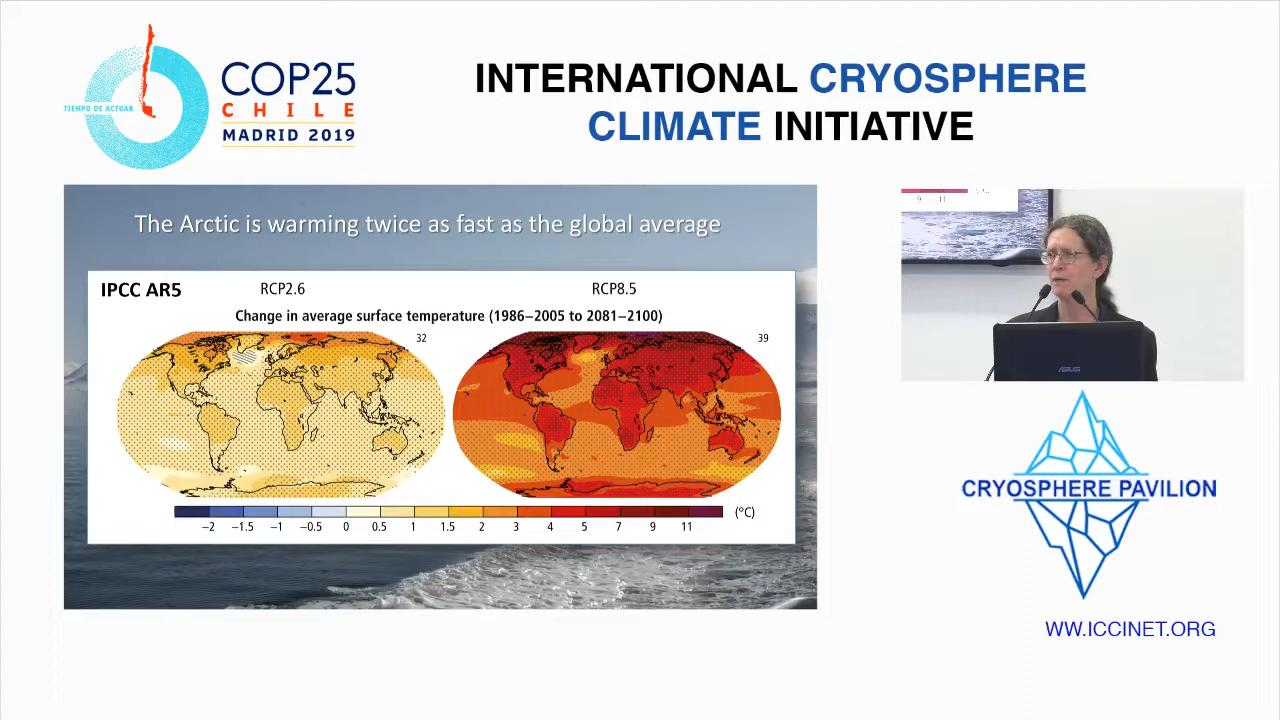 TIEMPO DE ACTUAR
COP25
CHILE
MADRID 2019
INTERNATIONAL CRYOSPHERE
CLIMATE INITIATIVE
The Arctic is warming twice as fast as the global average
IPCC AR5
RCP2.6
RCP8.5
Change in average surface temperature (1986−2005 to 2081−2100)
32
39
−2 −1.5 −1 −0.5 0 0.5 1 1.5 2 3 4 5 7 9 11 (°C)
9 11
ASUS
CRYOSPHERE PAVILION
WW.ICCINET.ORG